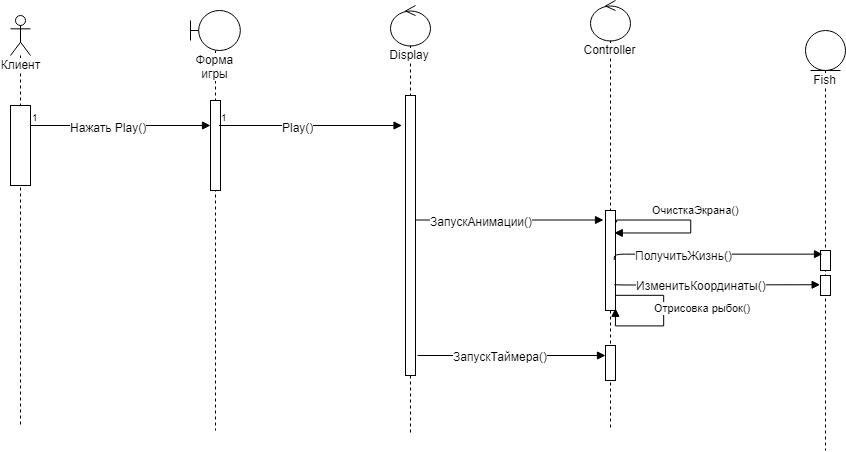 Клиент
Форма
игры
Display
Controller
Fish
1
Нажать Play()
1
Play()
ЗапускАнимации()
ОчисткаЭкрана()
ПолучитьЖизнь()
ИзменитьКоординаты()
Отрисовка рыбок()
ЗапускТаймера()